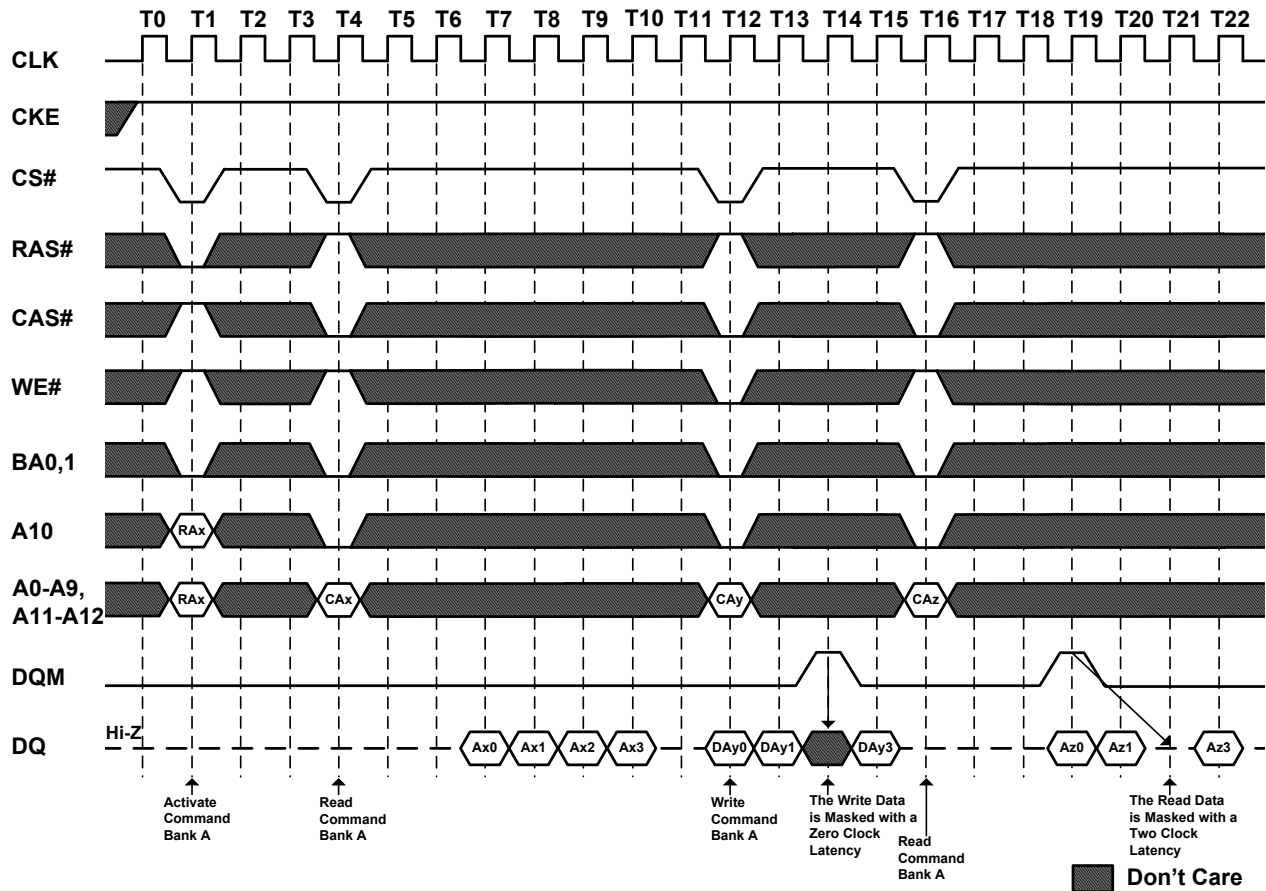 T0 T1 T2 T3 T4 T5 T6 T7 T8 T9 T10 T11 T12 T13 T14 T15 T16 T17 T18 T19 T20 T21 T22
CLK
CKE
CS#
RAS#
CAS#
WE#
BA0,1
A10 RAx
A0-A9, RAx CAx CAy CAz
A11-A12
DQM
DQ Hi-Z Ax0 Ax1 Ax2 Ax3 DAy0 DAy1 DAy3 Az0 Az1 Az3
Activate
Command
Bank A
Read
Command
Bank A
Write
Command
Bank A
The Write Data
is Masked with a
Zero Clock
Latency
Read
Command
Bank A
The Read Data
is Masked with a
Two Clock
Latency
Don't Care